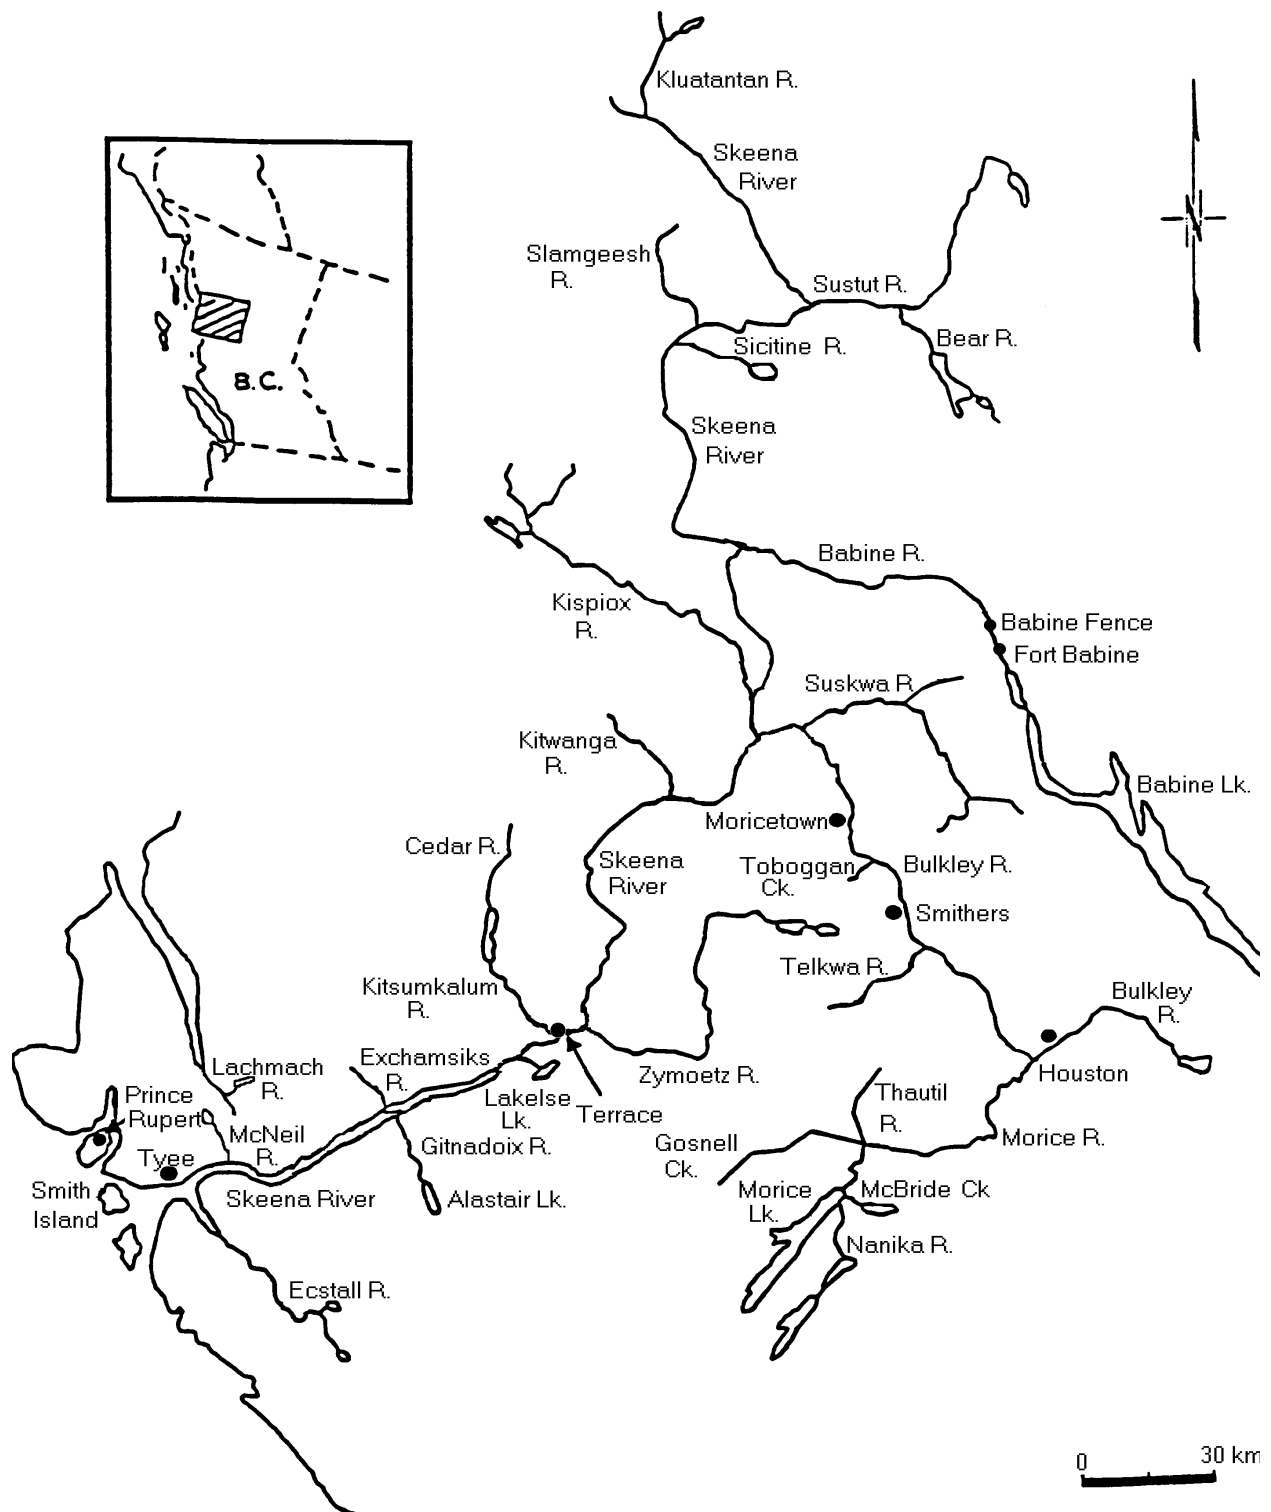 Kluatantan R.
Skeena
River
Slamgeesh
R.
Sustut R.
Sicitine R.
Bear R.
B.C.
Skeena
River
Babine R.
Kispiox
R.
Babine Fence
Fort Babine
Suskwa R
Kitwanga
R.
Babine Lk.
Moricetown
Cedar R.
Skeena
River
Toboggan
Ck.
Bulkley R.
Smithers
Telkwa R.
Kitsumkalum
R.
Bulkley
R.
Exchamsiks
R.
Lachmach
R.
Zymoetz R.
Houston
Prince
Rupert
Lakelse
Lk.
Terrace
Thautil
R.
McNeil
R.
Gitnadoix R.
Gosnell
Ck.
Morice R.
Tyee
Smith
Island
Skeena River
Alastair Lk.
Morice
Lk.
McBride Ck
Nanika R.
Ecstall R.
0 30 km
N